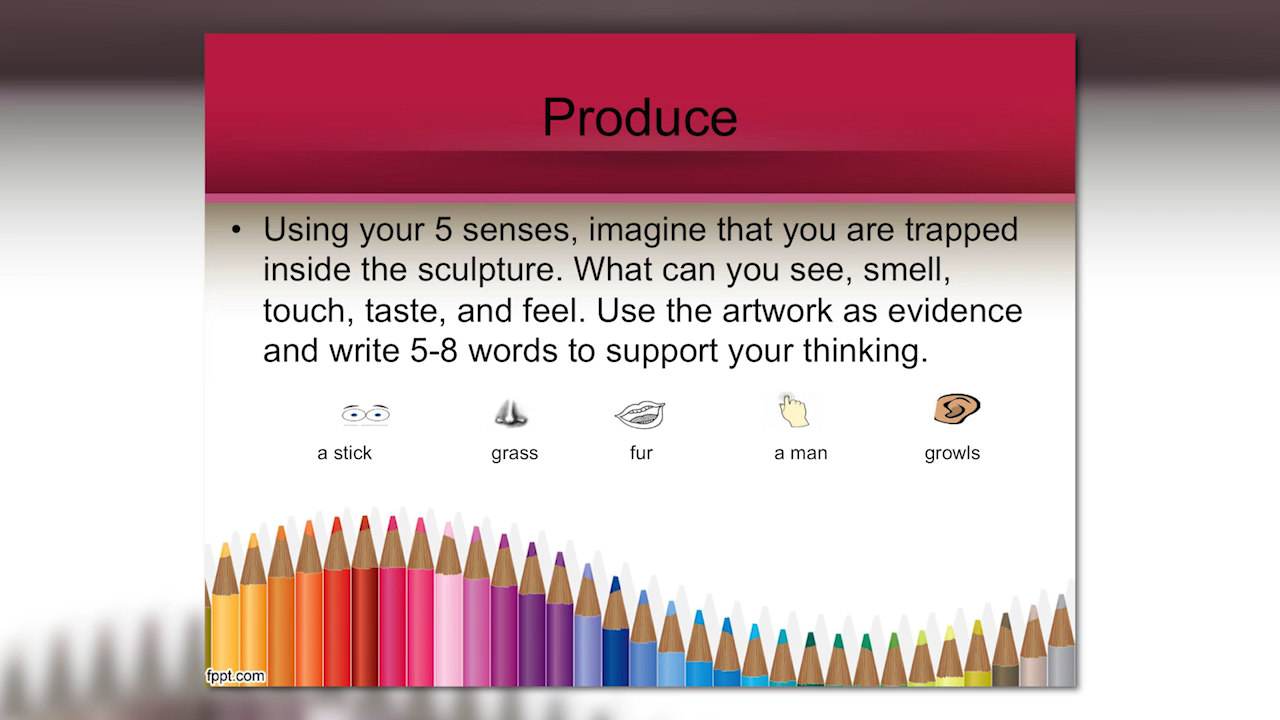 Produce
• Using your 5 senses, imagine that you are trapped
inside the sculpture. What can you see, smell,
touch, taste, and feel. Use the artwork as evidence
and write 5-8 words to support your thinking.
a stick grass fur a man growls
fppt.com